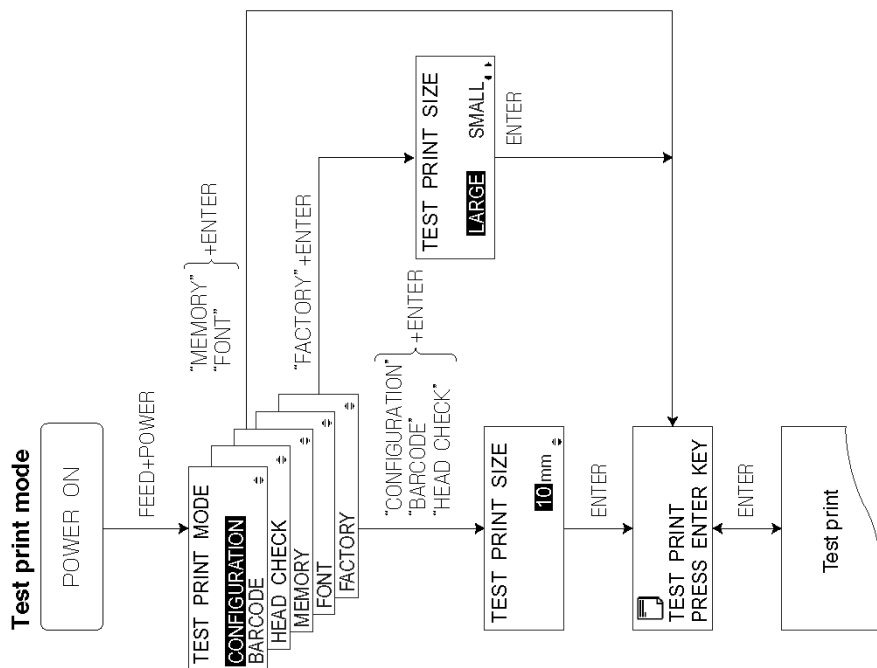 Test print mode
POWER ON
FEED+POWER
TEST PRINT MODE
CONFIGURATION
BARCODE
HEAD CHECK
MEMORY
FONT
FACTORY
"MEMORY"
"FONT"
+ENTER
"FACTORY"+ENTER
"CONFIGURATION"
"BARCODE"
"HEAD CHECK"
+ENTER
TEST PRINT SIZE
LARGE SMALL
ENTER
TEST PRINT SIZE
10mm
ENTER
TEST PRINT
PRESS ENTER KEY
ENTER
Test print